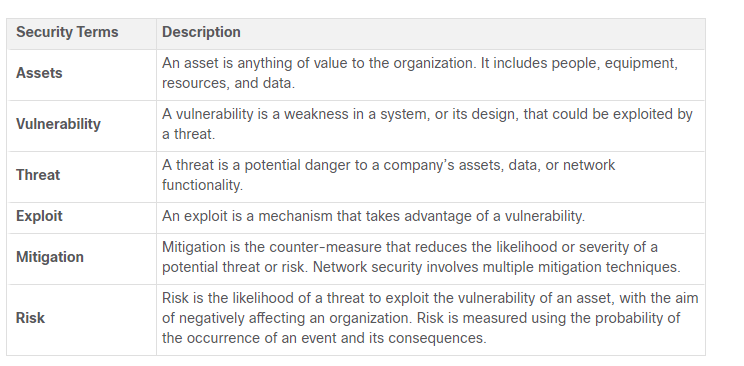 Security Terms
Description
Assets
An asset is anything of value to the organization. It includes people, equipment,
resources, and data.
Vulnerability
A vulnerability is a weakness in a system, or its design, that could be exploited by
a threat.
Threat
A threat is a potential danger to a company's assets, data, or network
functionality.
Exploit
An exploit is a mechanism that takes advantage of a vulnerability.
Mitigation
Mitigation is the counter-measure that reduces the likelihood or severity of a
potential threat or risk. Network security involves multiple mitigation techniques.
Risk
Risk is the likelihood of a threat to exploit the vulnerability of an asset, with the aim
of negatively affecting an organization. Risk is measured using the probability of
the occurrence of an event and its consequences.